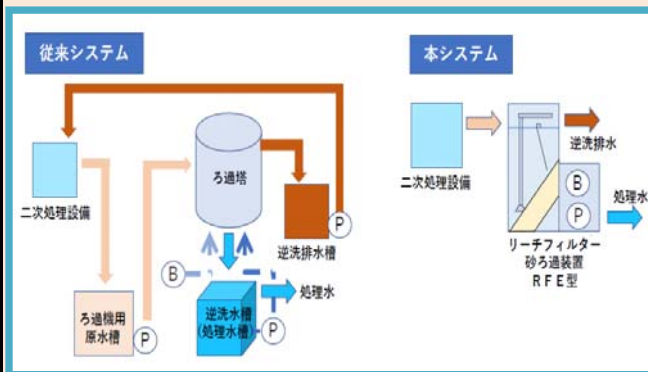 従来システム
二次処理設備
ろ過機用
原水槽
P
ろ過塔
B
逆洗水槽
(処理水槽)
P
処理水
逆洗排水槽
P
本システム
二次処理設備
逆洗排水
B
P
処理水
リーチフィルター
砂ろ過装置
RFE型